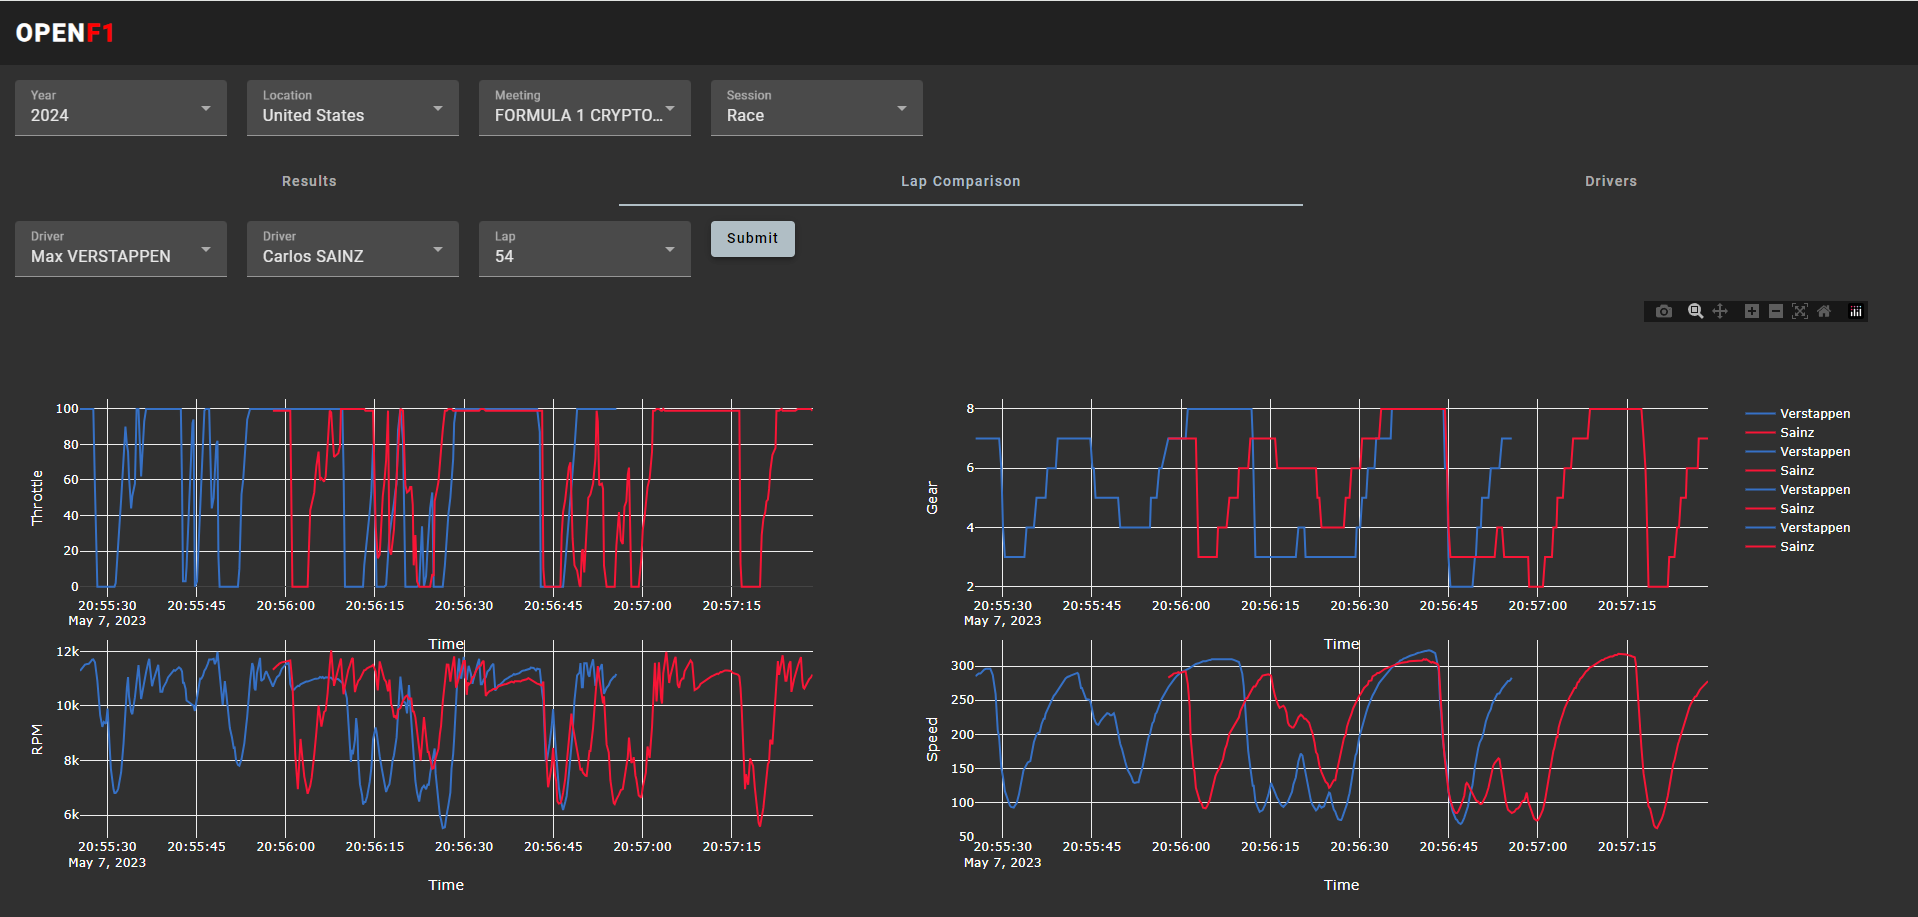 OPENF1
Year
2024
Location
United States
Meeting
FORMULA 1 CRYPTO...
Session
Race
Results
Lap Comparison
Drivers
Driver
Max VERSTAPPEN
Driver
Carlos SAINZ
Lap
54
Submit
Throttle
100
80
60
40
20
0
20:55:30 20:55:45 20:56:00 20:56:15 20:56:30 20:56:45 20:57:00 20:57:15
May 7, 2023
Time
Gear
8
6
4
2
20:55:30 20:55:45 20:56:00 20:56:15 20:56:30 20:56:45 20:57:00 20:57:15
May 7, 2023
Time
Verstappen
Sainz
Verstappen
Sainz
Verstappen
Sainz
Verstappen
Sainz
RPM
12k
10k
8k
6k
20:55:30 20:55:45 20:56:00 20:56:15 20:56:30 20:56:45 20:57:00 20:57:15
May 7, 2023
Time
Speed
300
250
200
150
100
50
20:55:30 20:55:45 20:56:00 20:56:15 20:56:30 20:56:45 20:57:00 20:57:15
May 7, 2023
Time